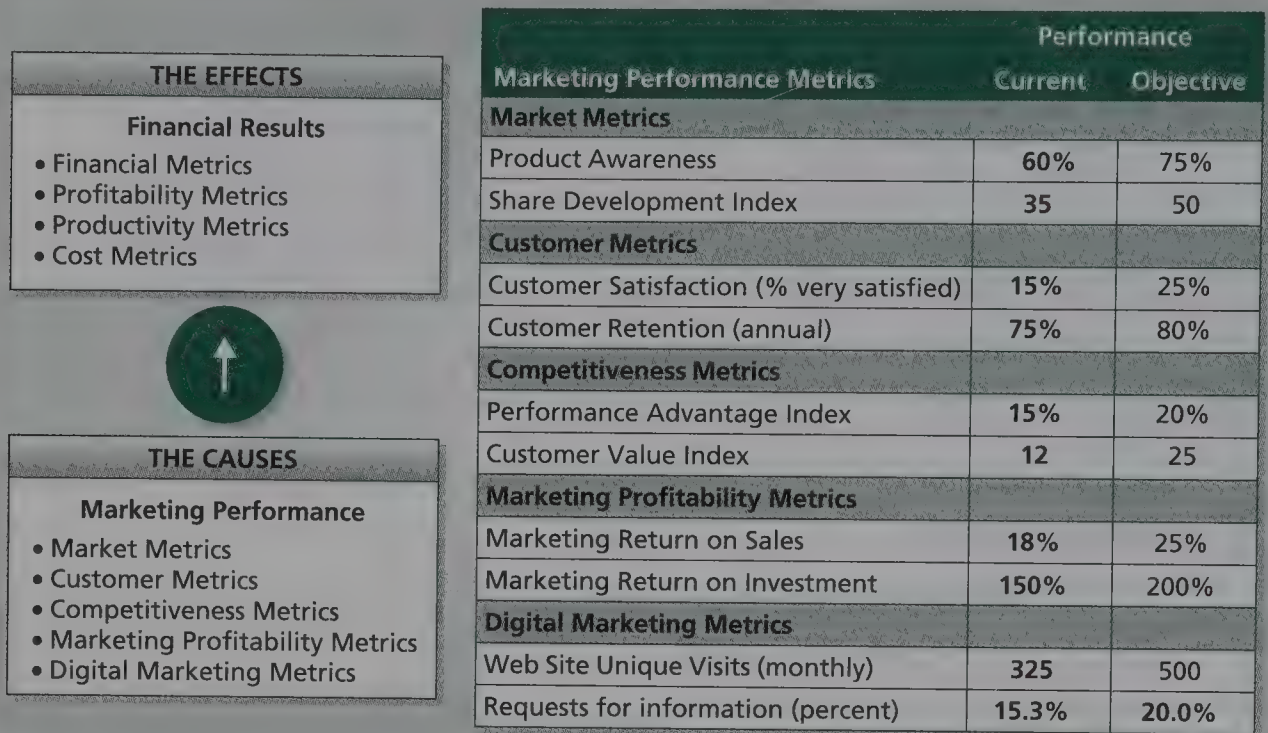 THE EFFECTS
Financial Results
• Financial Metrics
• Profitability Metrics
• Productivity Metrics
• Cost Metrics
THE CAUSES
Marketing Performance
• Market Metrics
• Customer Metrics
• Competitiveness Metrics
• Marketing Profitability Metrics
• Digital Marketing Metrics
Performance
Marketing Performance Metrics Current Objective
Market Metrics
Product Awareness 60% 75%
Share Development Index 35 50
Customer Metrics
Customer Satisfaction (% very satisfied) 15% 25%
Customer Retention (annual) 75% 80%
Competitiveness Metrics
Performance Advantage Index 15% 20%
Customer Value Index 12 25
Marketing Profitability Metrics
Marketing Return on Sales 18% 25%
Marketing Return on Investment 150% 200%
Digital Marketing Metrics
Web Site Unique Visits (monthly) 325 500
Requests for information (percent) 15.3% 20.0%